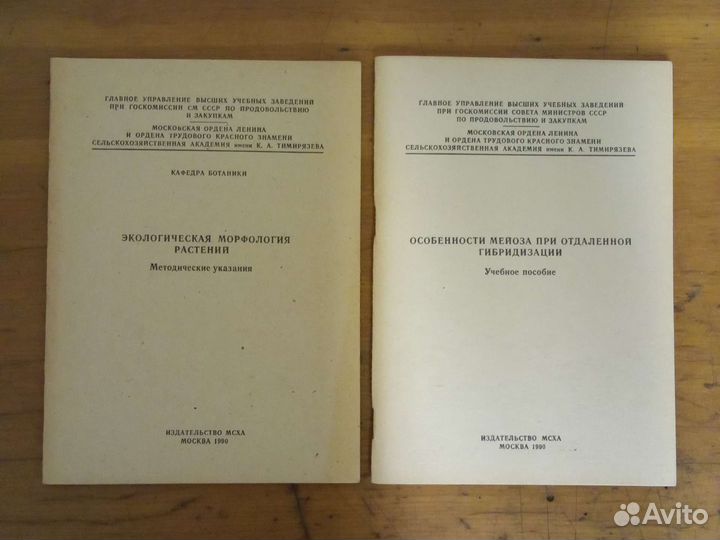 ГЛАВНОЕ УПРАВЛЕНИЕ ВЫСШИХ УЧЕБНЫХ ЗАВЕДЕНИЙ
ПРИ ГОСКОМИССИИ СМ СССР ПО ПРОДОВОЛЬСТВИЮ
И ЗАКУПКАМ
МОСКОВСКАЯ ОРДЕНА ЛЕНИНА
И ОРДЕНА ТРУДОВОГО КРАСНОГО ЗНАМЕНИ
СЕЛЬСКОХОЗЯЙСТВЕННАЯ АКАДЕМИЯ имени К. А. ТИМИРЯЗЕВА
КАФЕДРА БОТАНИКИ
ЭКОЛОГИЧЕСКАЯ МОРФОЛОГИЯ
РАСТЕНИЙ
Методические указания
ИЗДАТЕЛЬСТВО МСХА
МОСКВА 1990
ГЛАВНОЕ УПРАВЛЕНИЕ ВЫСШИХ УЧЕБНЫХ ЗАВЕДЕНИЙ
ПРИ ГОСКОМИССИИ СОВЕТА МИНИСТРОВ СССР
ПО ПРОДОВОЛЬСТВИЮ И ЗАКУПКАМ
МОСКОВСКАЯ ОРДЕНА ЛЕНИНА
И ОРДЕНА ТРУДОВОГО КРАСНОГО ЗНАМЕНИ
СЕЛЬСКОХОЗЯЙСТВЕННАЯ АКАДЕМИЯ имени К. А. ТИМИРЯЗЕВА
ОСОБЕННОСТИ МЕЙОЗА ПРИ ОТДАЛЕННОЙ
ГИБРИДИЗАЦИИ
Учебное пособие
ИЗДАТЕЛЬСТВО МСХА
МОСКВА 1990
Avito